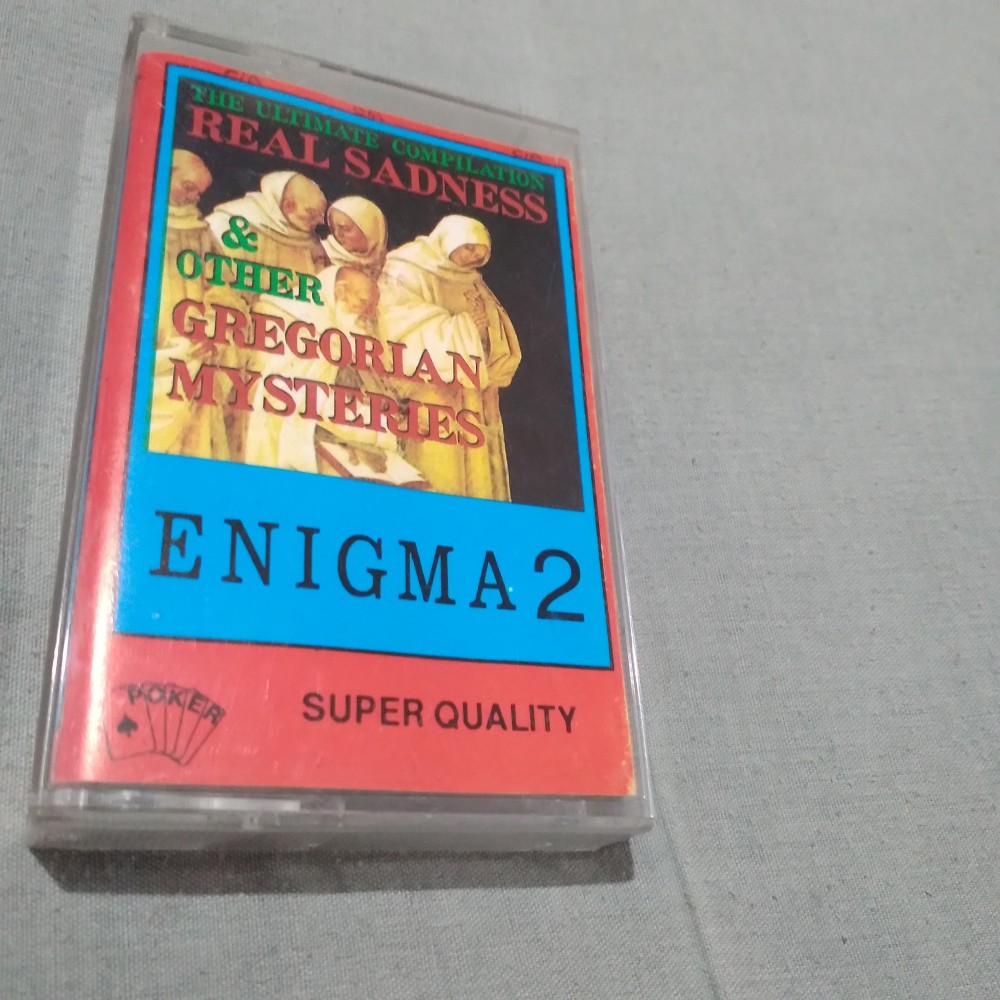 THE ULTIMATE COMPILATION
REAL SADNESS
&
OTHER
GREGORIAN
MYSTERIES
ENIGMA 2
POKER
SUPER QUALITY